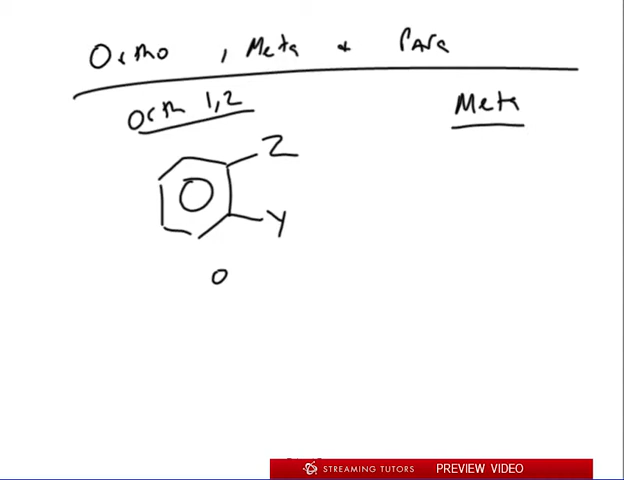 Ortho, Meta & Para
Orth 1,2
Meta
Z
Y
O
STREAMING TUTORS PREVIEW VIDEO